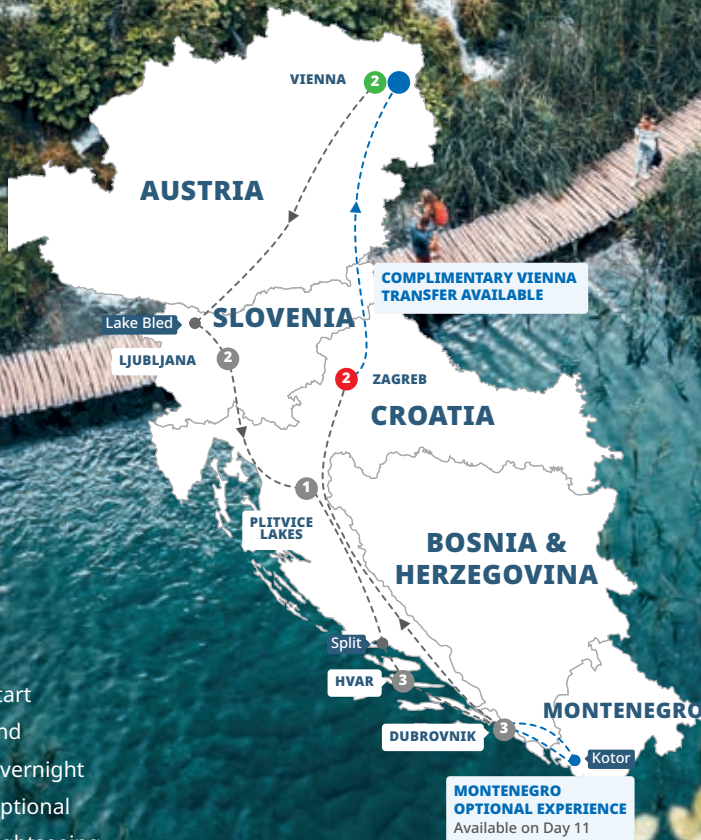 VIENNA
2
AUSTRIA
COMPLIMENTARY VIENNA
TRANSFER AVAILABLE
SLOVENIA
Lake Bled
LJUBLJANA
2
2
ZAGREB
CROATIA
1
PLITVICE
LAKES
BOSNIA &
HERZEGOVINA
Split
HVAR
3
DUBROVNIK
3
MONTENEGRO
Kotor
MONTENEGRO
OPTIONAL EXPERIENCE
Available on Day 11
tart
nd
vernight
ptional
ghtseeing